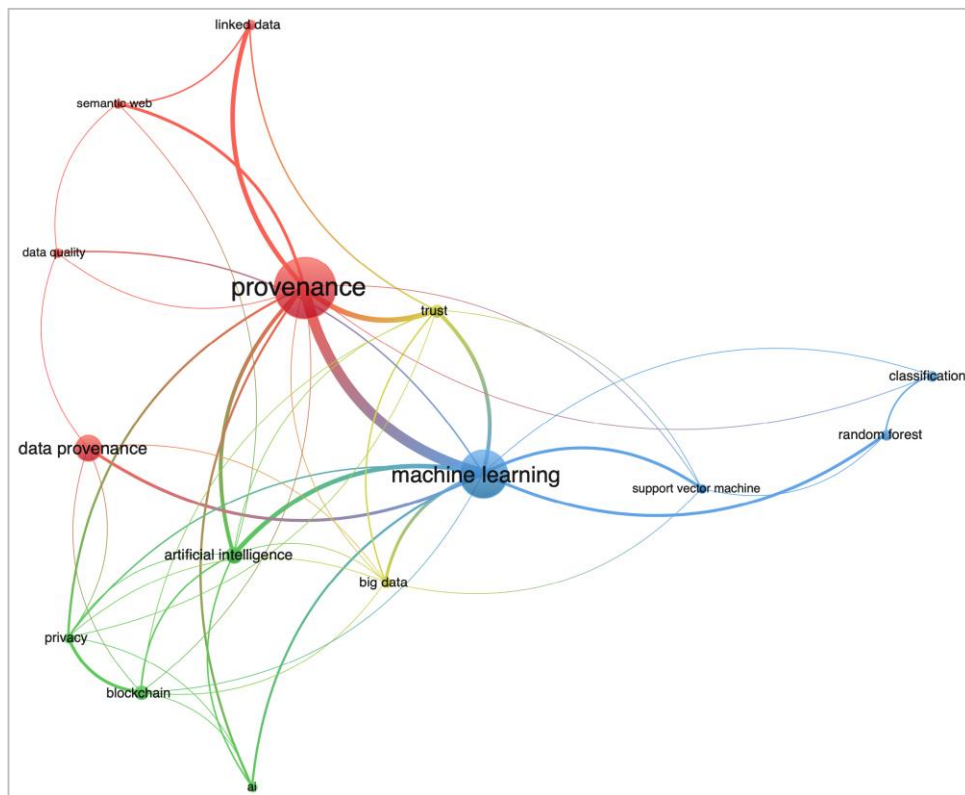 linked data
semantic web
data quality
provenance
trust
classification
random forest
data provenance
machine learning
support vector machine
artificial intelligence
big data
privacy
blockchain
ai